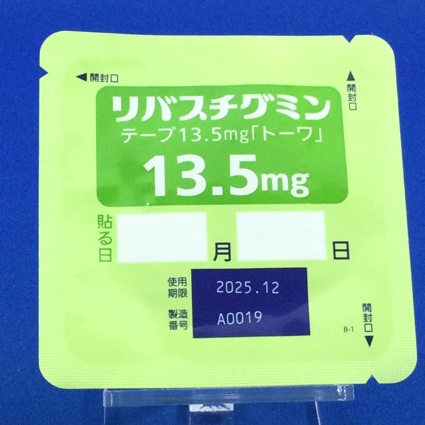 ◀開封口
▲開封口
リバスチグミン
テープ13.5mg「トーワ」
13.5mg
貼る日 月 日
使用期限 2025.12
製造番号 A0019
開封口▼
B-1